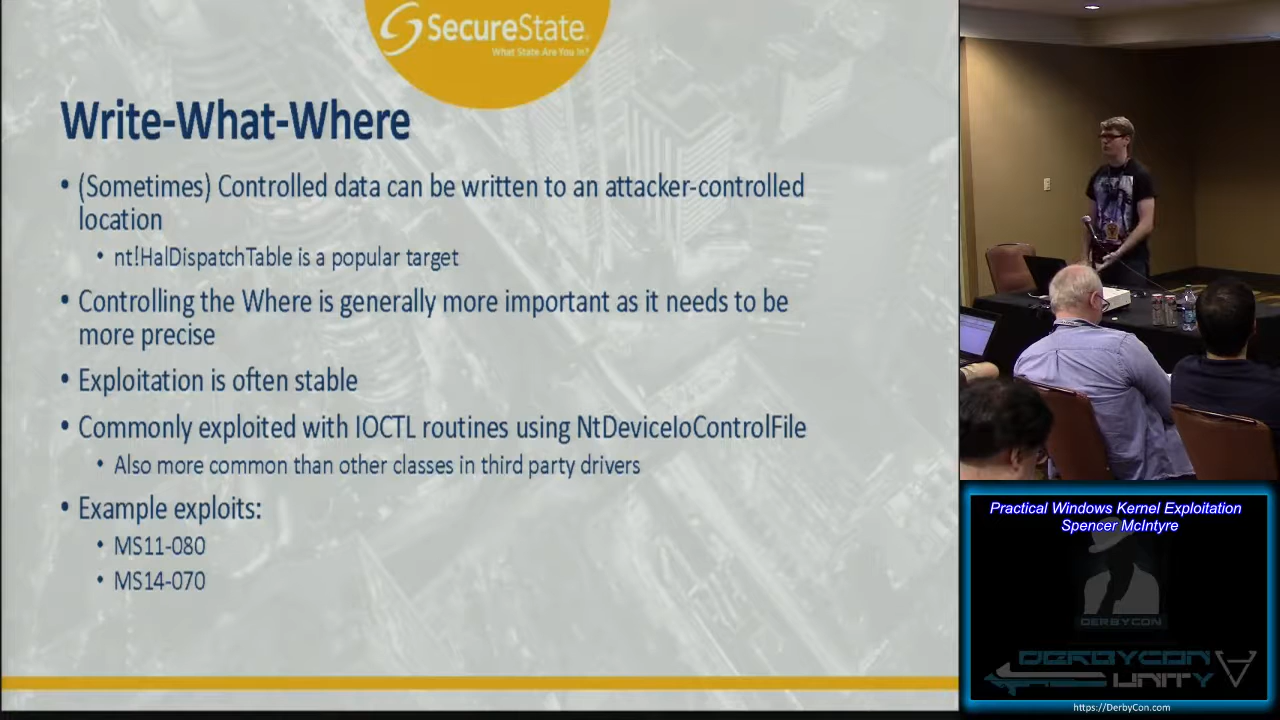 SecureState
What State Are You In?
Write-What-Where
• (Sometimes) Controlled data can be written to an attacker-controlled
location
• nt!HalDispatchTable is a popular target
• Controlling the Where is generally more important as it needs to be
more precise
• Exploitation is often stable
• Commonly exploited with IOCTL routines using NtDeviceIoControlFile
• Also more common than other classes in third party drivers
• Example exploits:
• MS11-080
• MS14-070
Practical Windows Kernel Exploitation
Spencer McIntyre
DERBYCON
DERBYCON
UNITY
https://DerbyCon.com